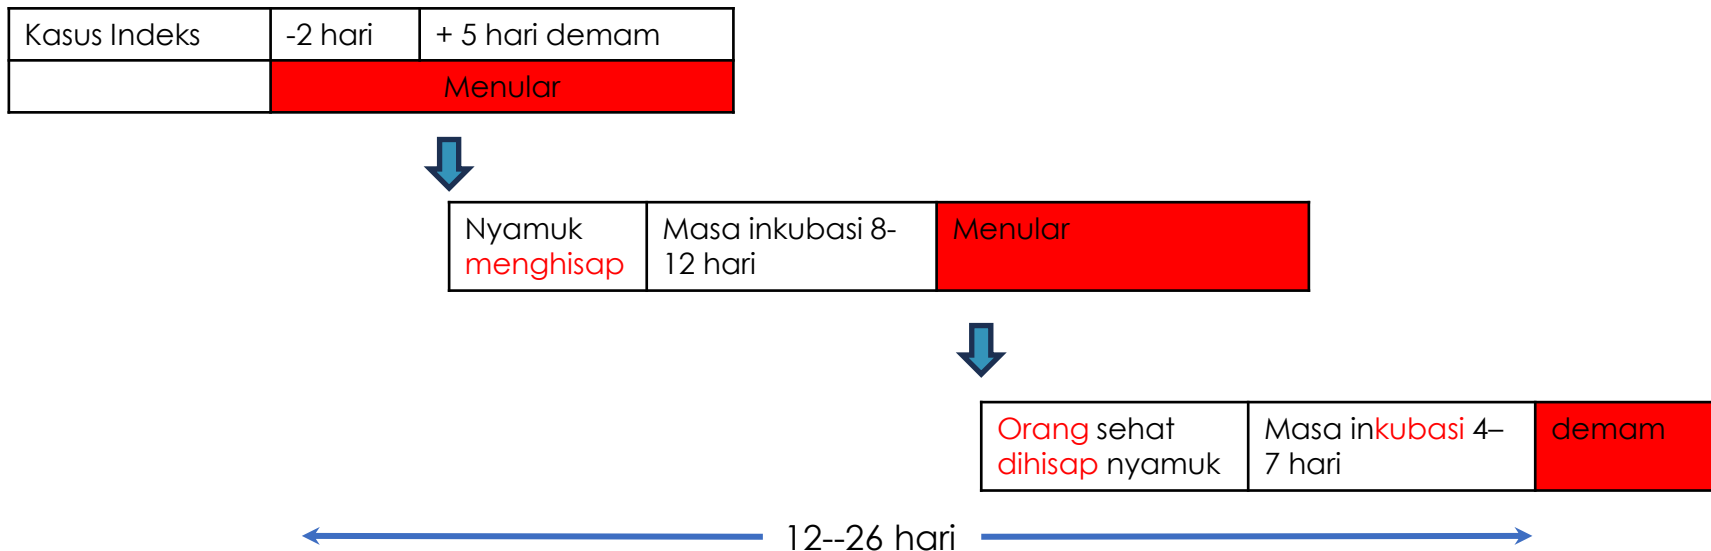 Kasus Indeks
-2 hari
+ 5 hari demam
Menular
Nyamuk
menghisap
Masa inkubasi 8-
12 hari
Menular
Orang sehat
dihisap nyamuk
Masa inkubasi 4–
7 hari
demam
12--26 hari